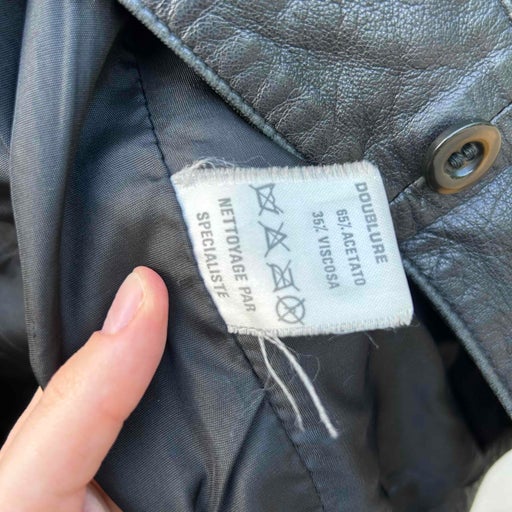 DOUBLURE
65% ACETATO
35% VISCOSA
NETTOYAGE PAR
SPECIALISTE